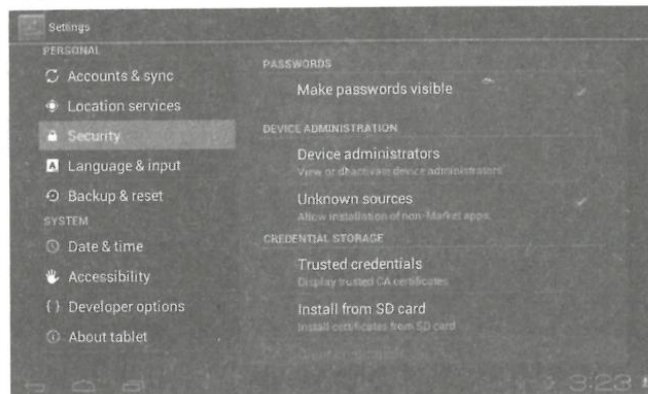 Settings
PERSONAL
Accounts & sync
Location services
Security
Language & input
Backup & reset
SYSTEM
Date & time
Accessibility
Developer options
About tablet
PASSWORDS
Make passwords visible
DEVICE ADMINISTRATION
Device administrators
View or deactivate device administrators
Unknown sources
Allow installation of non-Market apps
CREDENTIAL STORAGE
Trusted credentials
Display trusted CA certificates
Install from SD card
Install certificates from SD card
3:23